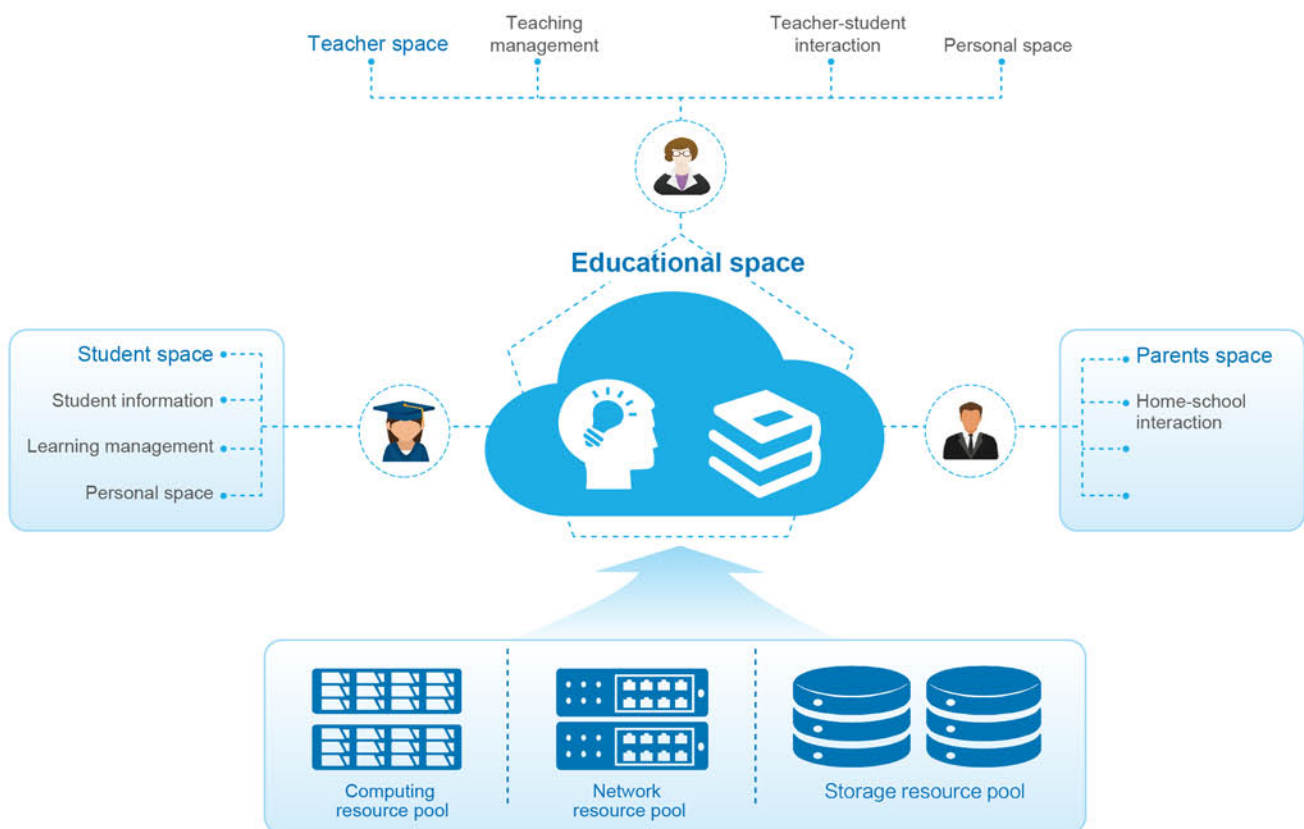 Teacher space
Teaching
management
Teacher-student
interaction
Personal space
Educational space
Student space
Student information
Learning management
Personal space
Parents space
Home-school
interaction
Computing
resource pool
Network
resource pool
Storage resource pool